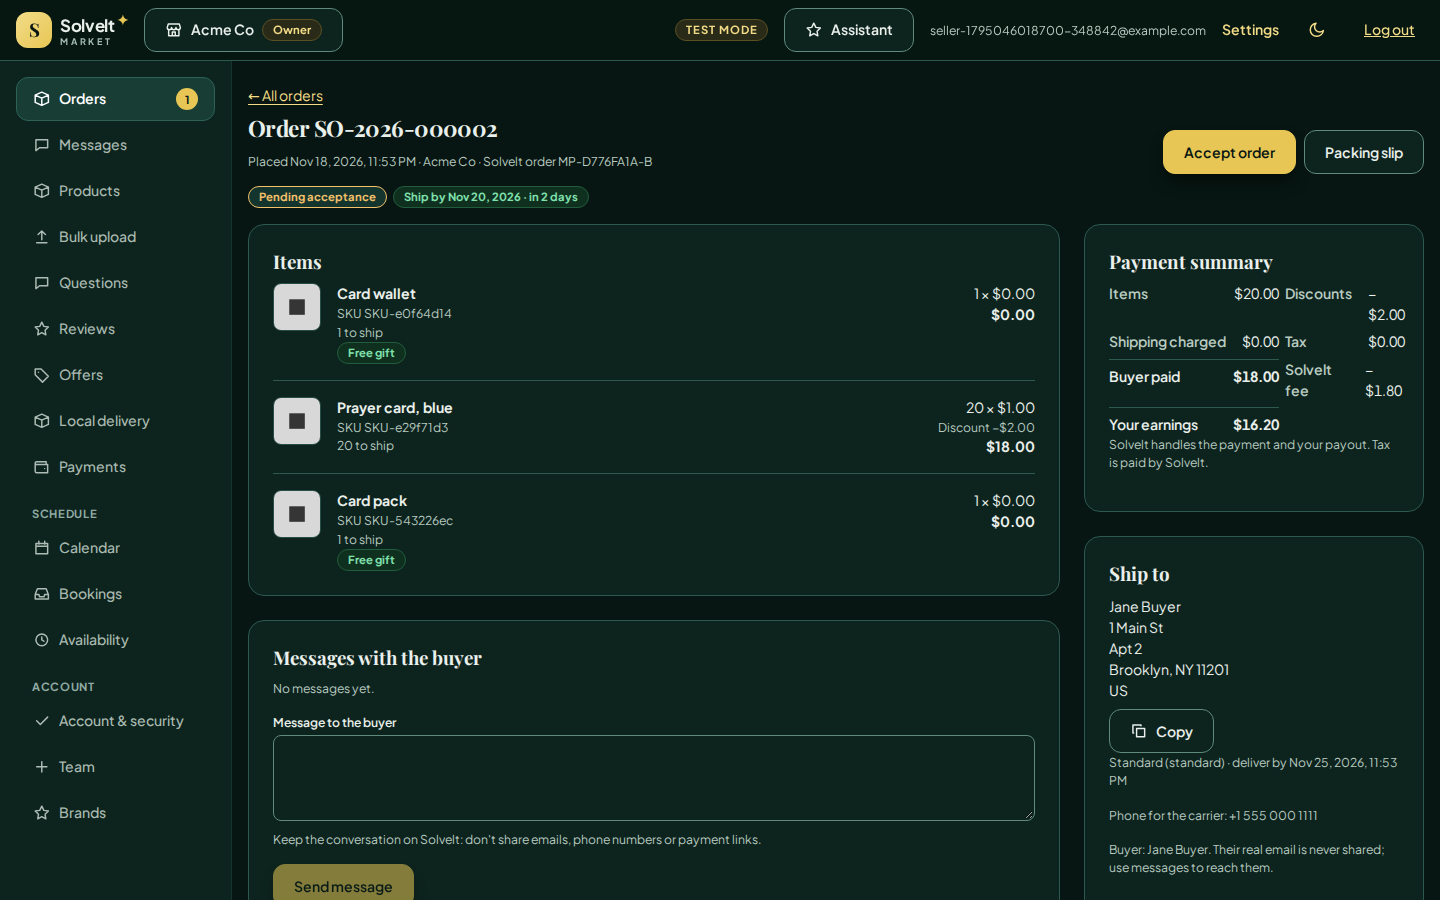 S
Solvelt
MARKET
Acme Co
Owner
TEST MODE
Assistant
seller-1795046018700-348842@example.com
Settings
Log out
Orders
1
Messages
Products
Bulk upload
Questions
Reviews
Offers
Local delivery
Payments
SCHEDULE
Calendar
Bookings
Availability
ACCOUNT
Account & security
Team
Brands
← All orders
Order SO-2026-000002
Placed Nov 18, 2026, 11:53 PM · Acme Co · Solvelt order MP-D776FA1A-B
Pending acceptance
Ship by Nov 20, 2026 · in 2 days
Accept order
Packing slip
Items
Card wallet
SKU SKU-e0f64d14
1 to ship
Free gift
1 × $0.00
$0.00
Prayer card, blue
SKU SKU-e29f71d3
20 to ship
20 × $1.00
Discount −$2.00
$18.00
Card pack
SKU SKU-543226ec
1 to ship
Free gift
1 × $0.00
$0.00
Messages with the buyer
No messages yet.
Message to the buyer
Keep the conversation on Solvelt: don't share emails, phone numbers or payment links.
Send message
Payment summary
Items $20.00 Discounts −
$2.00
Shipping charged $0.00 Tax $0.00
Buyer paid $18.00 Solvelt −
fee $1.80
Your earnings $16.20
Solvelt handles the payment and your payout. Tax
is paid by Solvelt.
Ship to
Jane Buyer
1 Main St
Apt 2
Brooklyn, NY 11201
US
Copy
Standard (standard) · deliver by Nov 25, 2026, 11:53
PM
Phone for the carrier: +1 555 000 1111
Buyer: Jane Buyer. Their real email is never shared;
use messages to reach them.